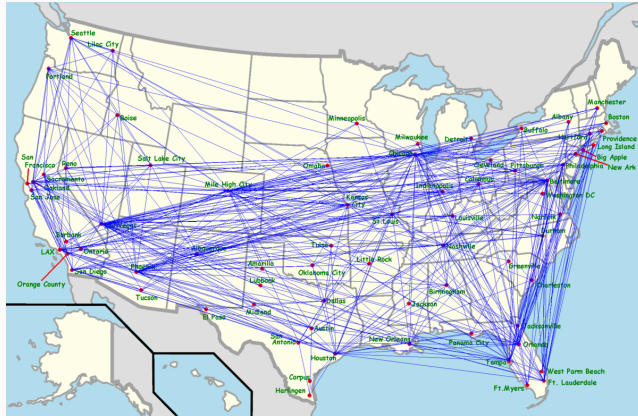 Seattle
Lilac City
Portland
Boise
Minneapolis
Manchester
Albany
Boston
Buffalo
Hartford
Providence
Long Island
Milwaukee
Detroit
Chicago
Cleveland
Pittsburgh
Big Apple
New Ark
Philadelphia
San
Francisco
Reno
Salt Lake City
Omaha
Columbus
Sacramento
Oakland
San Jose
Mile High City
Kansas
City
Indianapolis
Baltimore
Washington DC
St Louis
Louisville
Norfolk
Vegas
Burbank
LAX
Ontario
Albuquerque
Tulsa
Nashville
Durham
Orange County
San Diego
Phoenix
Amarilla
Oklahoma City
Little Rock
Greenville
Tucson
Lubbock
Birmingham
Charleston
El Paso
Midland
Dallas
Jackson
Jacksonville
San
Antonio
Austin
New Orleans
Panama City
Orlando
Houston
Tampa
West Parm Beach
Corpus
Harlingen
Ft.Myers
Ft. Lauderdale